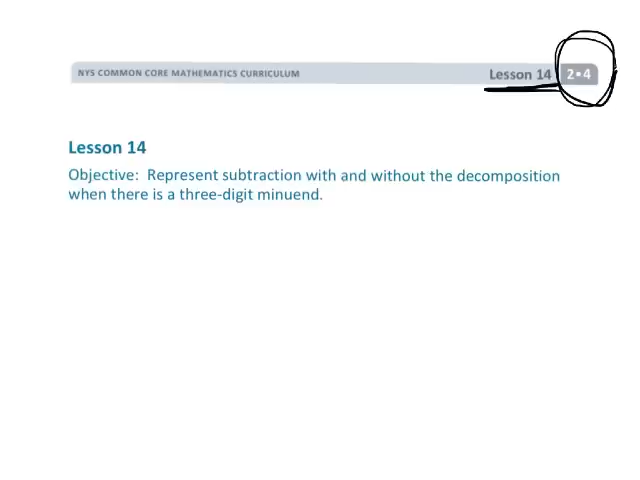 NYS COMMON CORE MATHEMATICS CURRICULUM Lesson 14 2•4
Lesson 14
Objective: Represent subtraction with and without the decomposition
when there is a three-digit minuend.